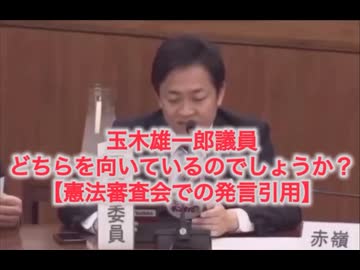 玉木雄一郎議員
どちらを向いているのでしょうか？
【憲法審査会での発言引用】
委員
赤嶺